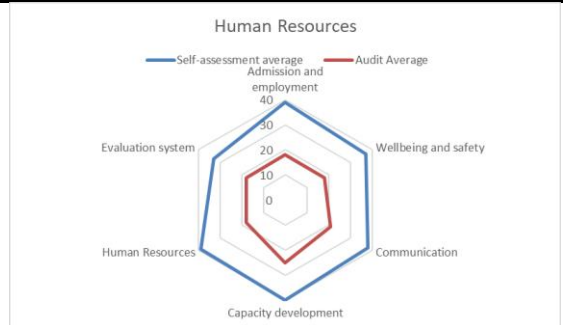 Human Resources
Self-assessment average
Audit Average
Admission and
employment
40
30
20
10
0
Evaluation system
Wellbeing and safety
Human Resources
Communication
Capacity development